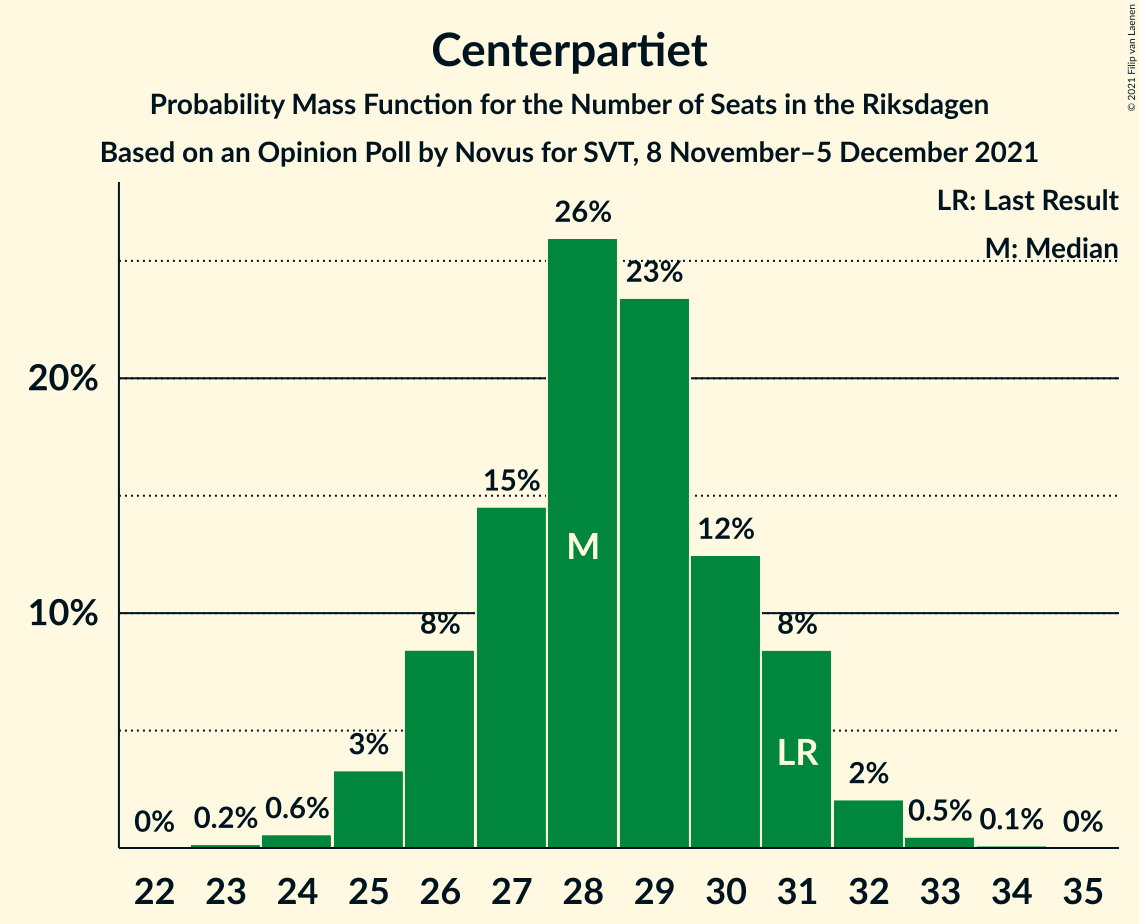 Centerpartiet
Probability Mass Function for the Number of Seats in the Riksdagen
Based on an Opinion Poll by Novus for SVT, 8 November–5 December 2021
© 2021 Filip van Laenen
LR: Last Result
M: Median
26%
23%
20%
15%
M
12%
10%
8%
8%
3%
LR
2%
0%
0.2%
0.6%
0.5%
0.1%
0%
22 23 24 25 26 27 28 29 30 31 32 33 34 35